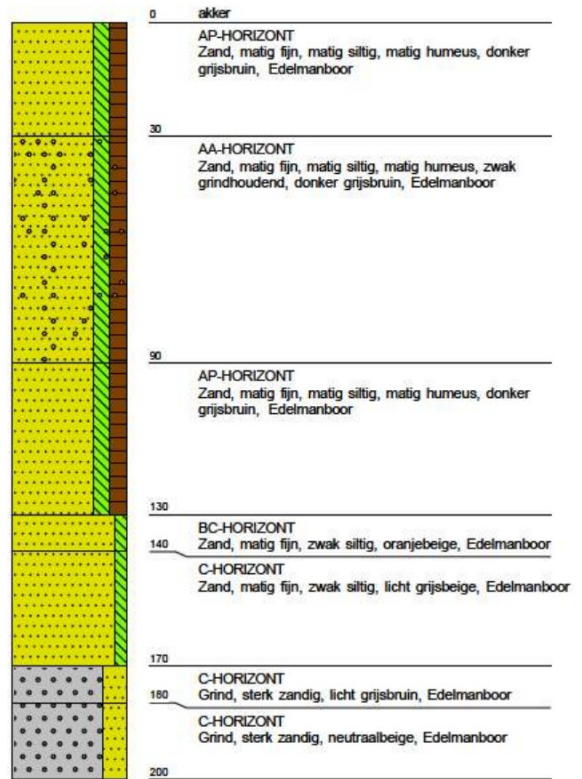 0 akker
AP-HORIZONT
Zand, matig fijn, matig siltig, matig humeus, donker
grijsbruin, Edelmanboor
30
AA-HORIZONT
Zand, matig fijn, matig siltig, matig humeus, zwak
grindhoudend, donker grijsbruin, Edelmanboor
90
AP-HORIZONT
Zand, matig fijn, matig siltig, matig humeus, donker
grijsbruin, Edelmanboor
130
BC-HORIZONT
Zand, matig fijn, zwak siltig, oranjebeige, Edelmanboor
140
C-HORIZONT
Zand, matig fijn, zwak siltig, licht grijsbeige, Edelmanboor
170
C-HORIZONT
Grind, sterk zandig, licht grijsbruin, Edelmanboor
180
C-HORIZONT
Grind, sterk zandig, neutraalbeige, Edelmanboor
200